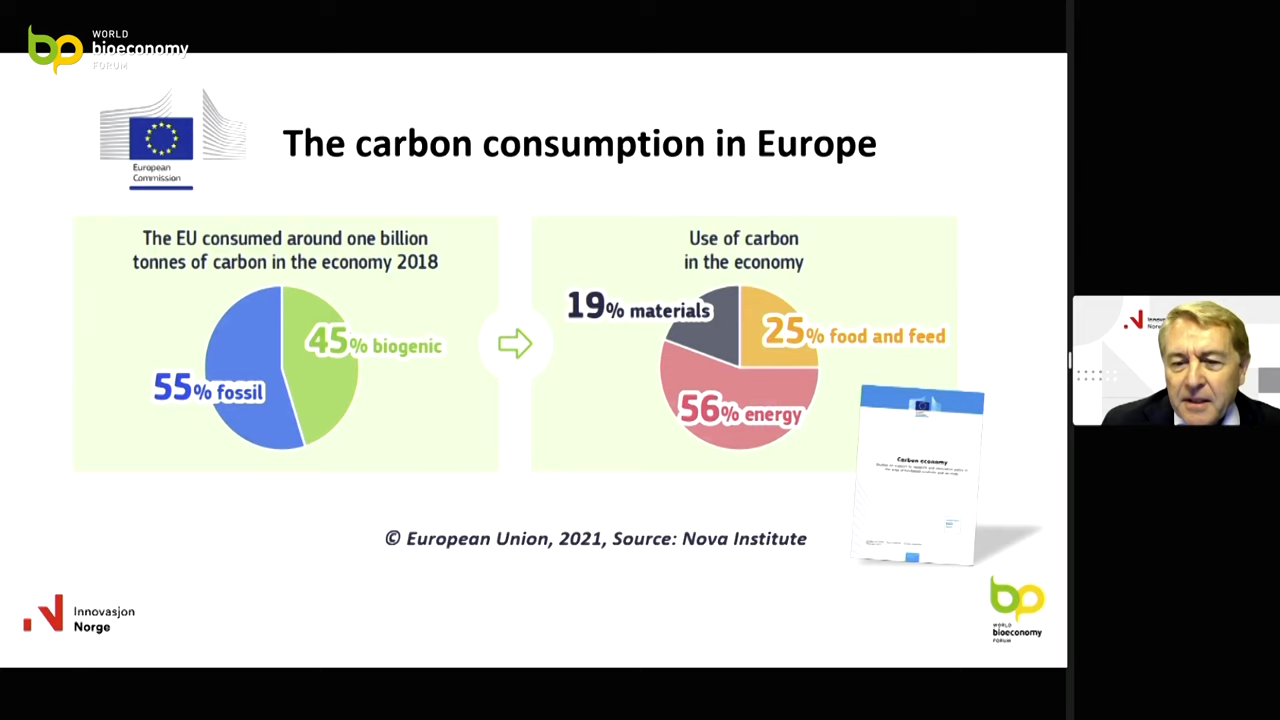 WORLD
bioeconomy
FORUM
European
Commission
The carbon consumption in Europe
The EU consumed around one billion
tonnes of carbon in the economy 2018
45% biogenic
55% fossil
Use of carbon
in the economy
19% materials
25% food and feed
56% energy
Carbon economy
© European Union, 2021, Source: Nova Institute
Innovasjon
Norge
WORLD
bioeconomy
FORUM